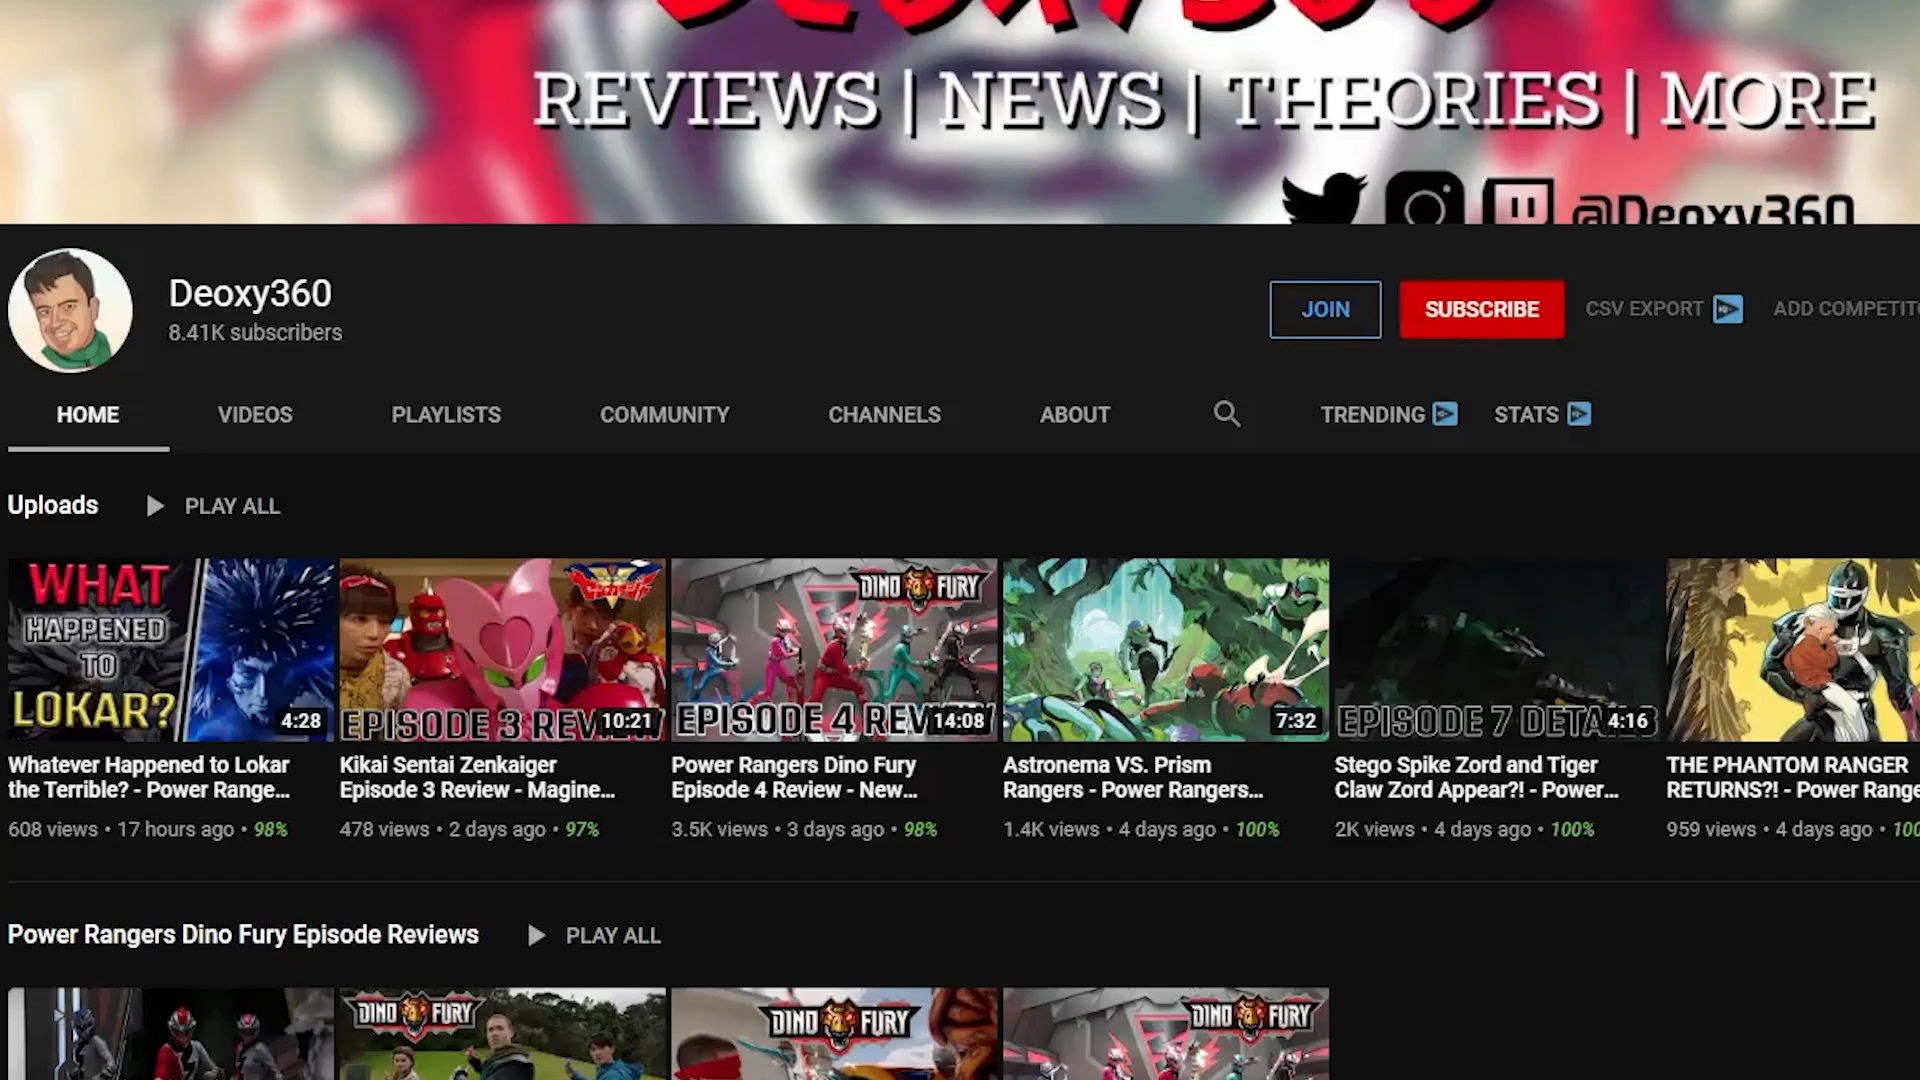 REVIEWS | NEWS | THEORIES | MORE
@Deoxy360
Deoxy360
8.41K subscribers
JOIN
SUBSCRIBE
CSV EXPORT
ADD COMPETITO
HOME
VIDEOS
PLAYLISTS
COMMUNITY
CHANNELS
ABOUT
TRENDING
STATS
Uploads
PLAY ALL
WHAT
HAPPENED
TO
LOKAR?
4:28
EPISODE 3 REVIEW
10:21
DINO FURY
EPISODE 4 REVIEW
14:08
7:32
EPISODE 7 DETAILS
4:16
Whatever Happened to Lokar
the Terrible? - Power Range...
608 views • 17 hours ago • 98%
Kikai Sentai Zenkaiger
Episode 3 Review - Magine...
478 views • 2 days ago • 97%
Power Rangers Dino Fury
Episode 4 Review - New...
3.5K views • 3 days ago • 98%
Astronema VS. Prism
Rangers - Power Rangers...
1.4K views • 4 days ago • 100%
Stego Spike Zord and Tiger
Claw Zord Appear?! - Power...
2K views • 4 days ago • 100%
THE PHANTOM RANGER
RETURNS?! - Power Range
959 views • 4 days ago • 100
Power Rangers Dino Fury Episode Reviews
PLAY ALL
DINO FURY
DINO FURY
DINO FURY